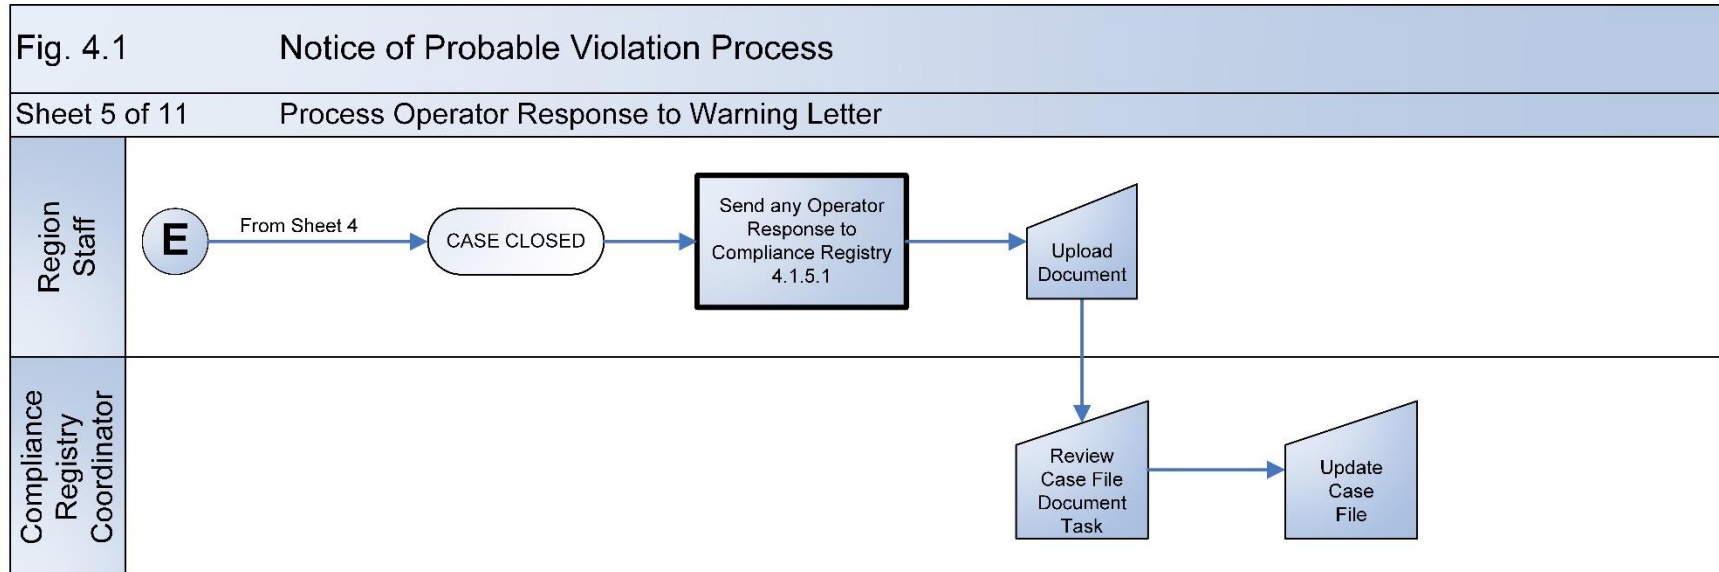 Fig. 4.1 Notice of Probable Violation Process
Sheet 5 of 11 Process Operator Response to Warning Letter
Region
Staff
E
From Sheet 4
CASE CLOSED
Send any Operator
Response to
Compliance Registry
4.1.5.1
Upload
Document
Compliance
Registry
Coordinator
Review
Case File
Document
Task
Update
Case
File